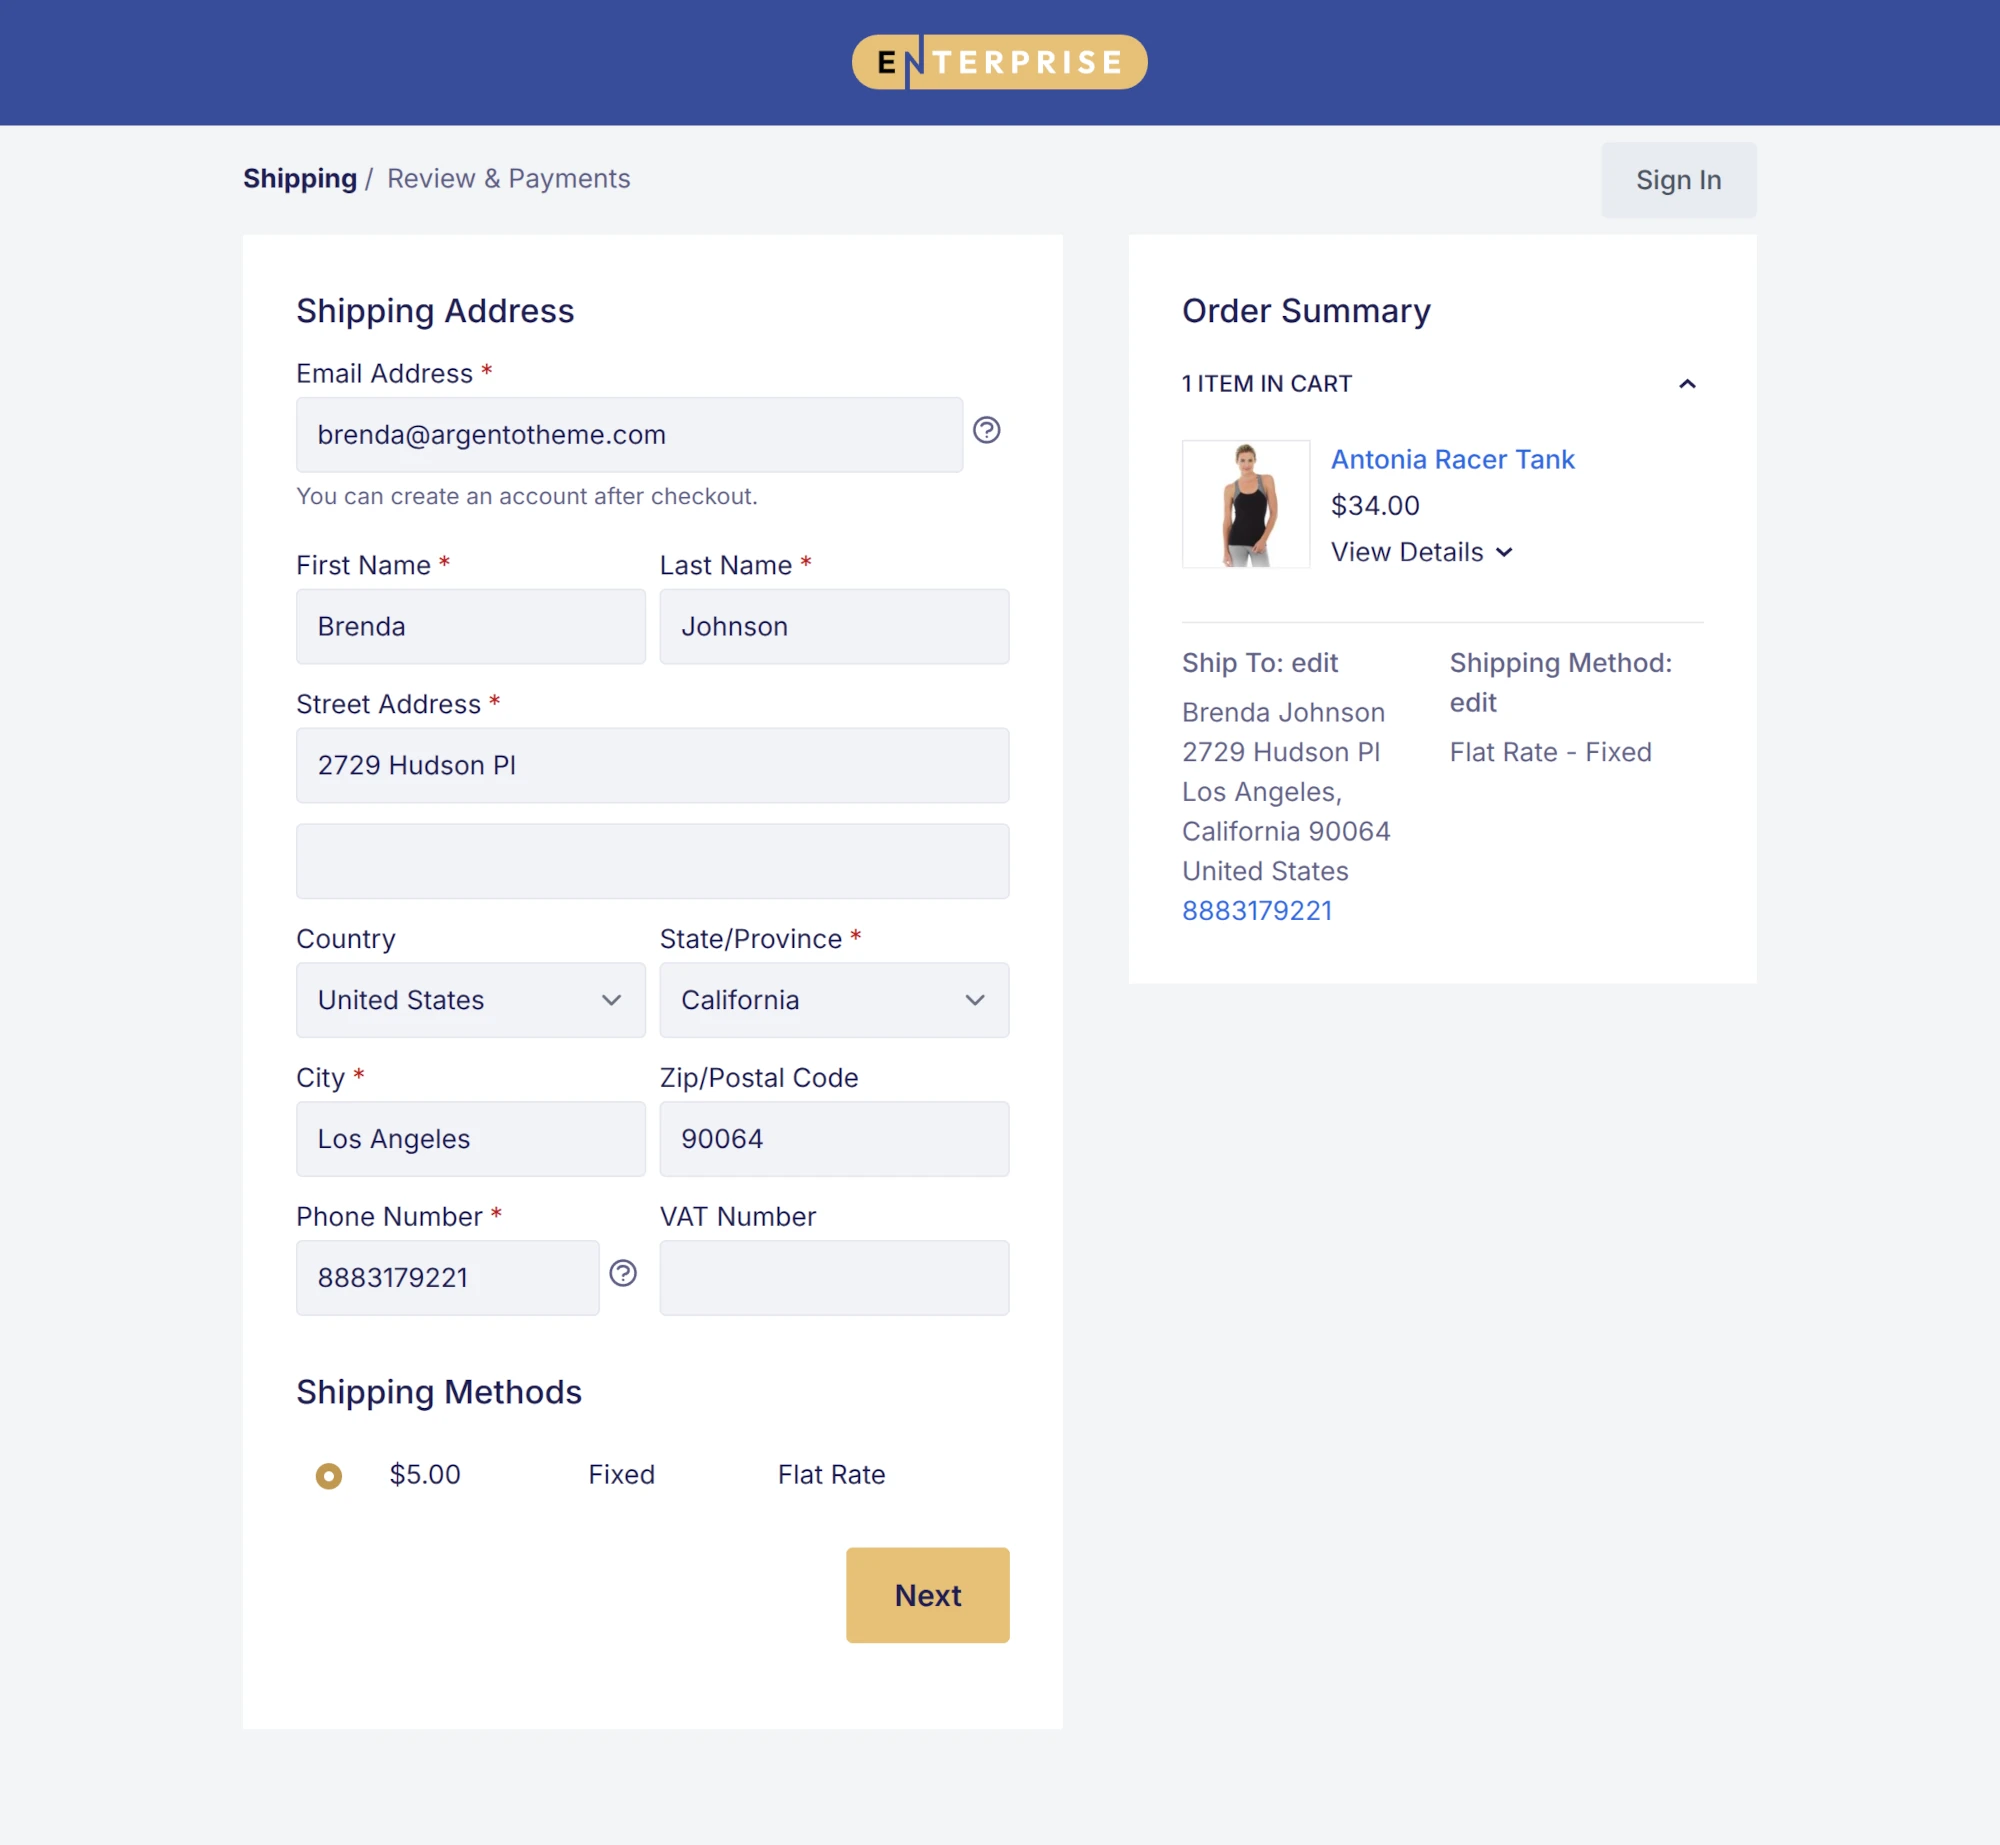 ENTERPRISE
Shipping / Review & Payments
Sign In
Shipping Address
Email Address *
brenda@argentotheme.com
You can create an account after checkout.
First Name *
Last Name *
Brenda
Johnson
Street Address *
2729 Hudson Pl
Country
State/Province *
United States
California
City *
Zip/Postal Code
Los Angeles
90064
Phone Number *
VAT Number
8883179221
Shipping Methods
$5.00 Fixed Flat Rate
Next
Order Summary
1 ITEM IN CART
Antonia Racer Tank
$34.00
View Details
Ship To: edit
Brenda Johnson
2729 Hudson Pl
Los Angeles,
California 90064
United States
8883179221
Shipping Method:
edit
Flat Rate - Fixed